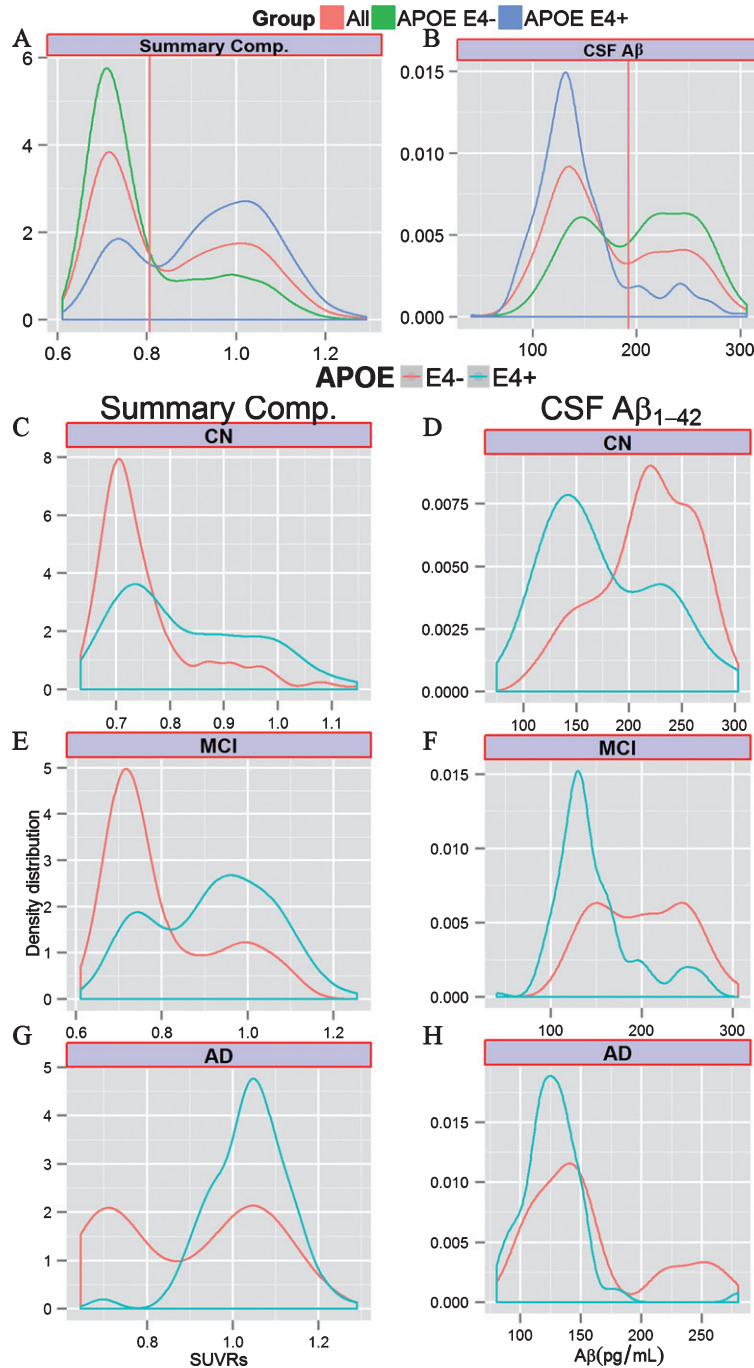 Group All APOE E4- APOE E4+
A
Summary Comp.
6
4
2
0
0.6 0.8 1.0 1.2
B
CSF Aβ
0.015
0.010
0.005
0.000
100 200 300
APOE E4- E4+
Summary Comp.
CSF Aβ1–42
C
CN
8
6
4
2
0
0.7 0.8 0.9 1.0 1.1
D
CN
0.0075
0.0050
0.0025
0.0000
100 150 200 250 300
Density distribution
E
MCI
5
4
3
2
1
0
0.6 0.8 1.0 1.2
F
MCI
0.015
0.010
0.005
0.000
100 200 300
G
AD
5
4
3
2
1
0
0.8 1.0 1.2
SUVRs
H
AD
0.015
0.010
0.005
0.000
100 150 200 250
Aβ(pg/mL)